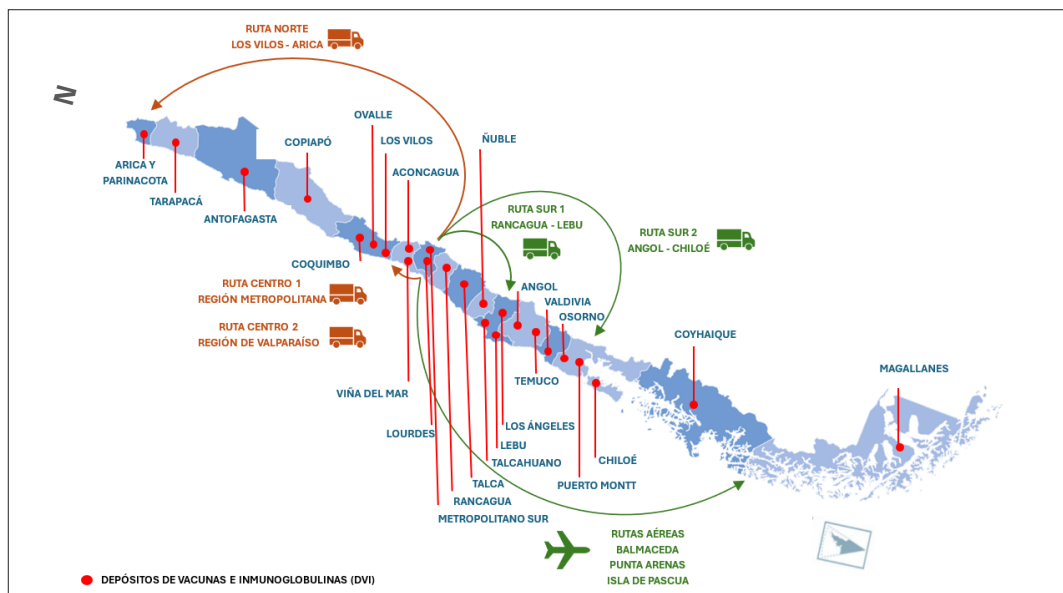 RUTA NORTE
LOS VILOS - ARICA
N
OVALLE
LOS VILOS
COPIAPÓ
ÑUBLE
ACONCAGUA
ARICA Y
PARINACOTA
TARAPACÁ
ANTOFAGASTA
RUTA SUR 1
RANCAGUA - LEBU
RUTA SUR 2
ANGOL - CHILOÉ
COQUIMBO
RUTA CENTRO 1
REGIÓN METROPOLITANA
RUTA CENTRO 2
REGIÓN DE VALPARAÍSO
ANGOL
VALDIVIA
OSORNO
COYHAIQUE
MAGALLANES
VIÑA DEL MAR
TEMUCO
LOURDES
LOS ÁNGELES
LEBU
TALCAHUANO
CHILOÉ
TALCA
PUERTO MONTT
RANCAGUA
METROPOLITANO SUR
RUTAS AÉREAS
BALMACEDA
PUNTA ARENAS
ISLA DE PASCUA
DEPÓSITOS DE VACUNAS E INMUNOGLOBULINAS (DVI)